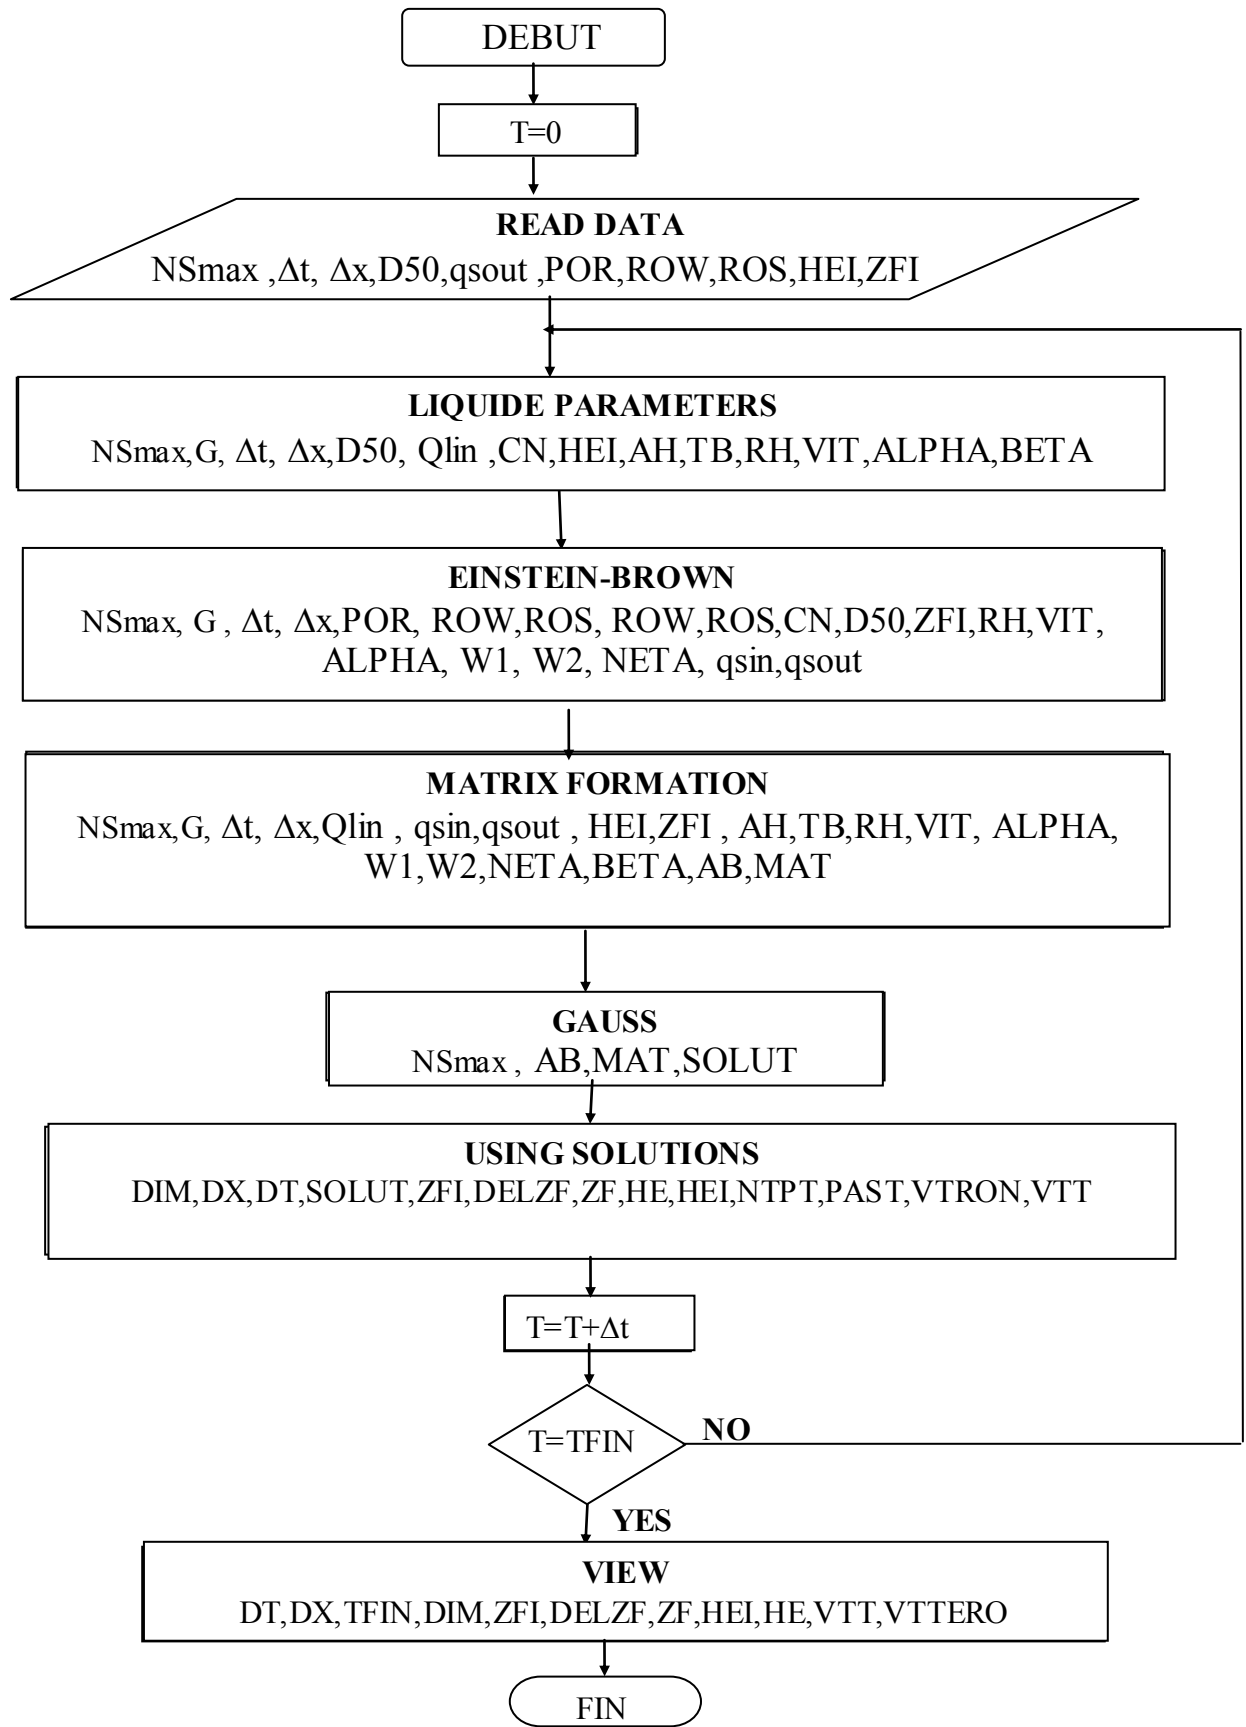 DEBUT
T=0
READ DATA
NSmax ,Δt, Δx,D50,qsout ,POR,ROW,ROS,HEI,ZFI
LIQUIDE PARAMETERS
NSmax,G, Δt, Δx,D50, Qlin ,CN,HEI,AH,TB,RH,VIT,ALPHA,BETA
EINSTEIN-BROWN
NSmax, G , Δt, Δx,POR, ROW,ROS, ROW,ROS,CN,D50,ZFI,RH,VIT,
ALPHA, W1, W2, NETA, qsin,qsout
MATRIX FORMATION
NSmax,G, Δt, Δx,Qlin , qsin,qsout , HEI,ZFI , AH,TB,RH,VIT, ALPHA,
W1,W2,NETA,BETA,AB,MAT
GAUSS
NSmax , AB,MAT,SOLUT
USING SOLUTIONS
DIM,DX,DT,SOLUT,ZFI,DELZF,ZF,HE,HEI,NTPT,PAST,VTRON,VTT
T=T+Δt
T=TFIN
NO
YES
VIEW
DT,DX,TFIN,DIM,ZFI,DELZF,ZF,HEI,HE,VTT,VTTERO
FIN